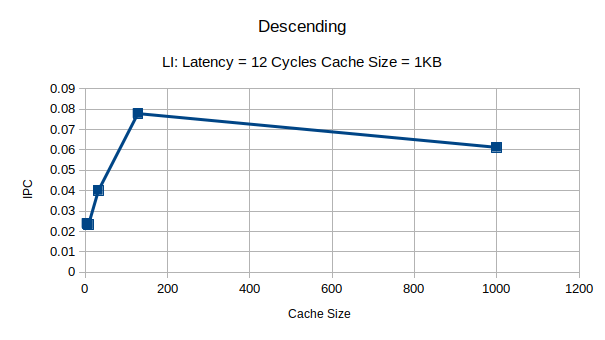 Descending
LI: Latency = 12 Cycles Cache Size = 1KB
0.09
0.08
0.07
0.06
0.05
0.04
0.03
0.02
0.01
0
IPC
0 200 400 600 800 1000 1200
Cache Size